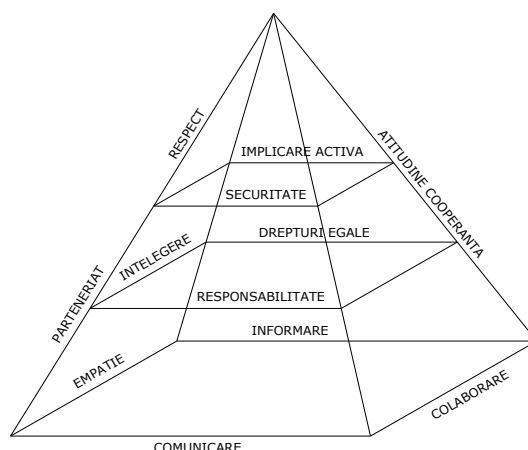 RESPECT
IMPLICARE ACTIVA
ATITUDINE COOPERANTA
SECURITATE
DREPTURI EGALE
INTELEGERE
PARTENERIAT
RESPONSABILITATE
INFORMARE
EMPATIE
COLABORARE
COMUNICARE